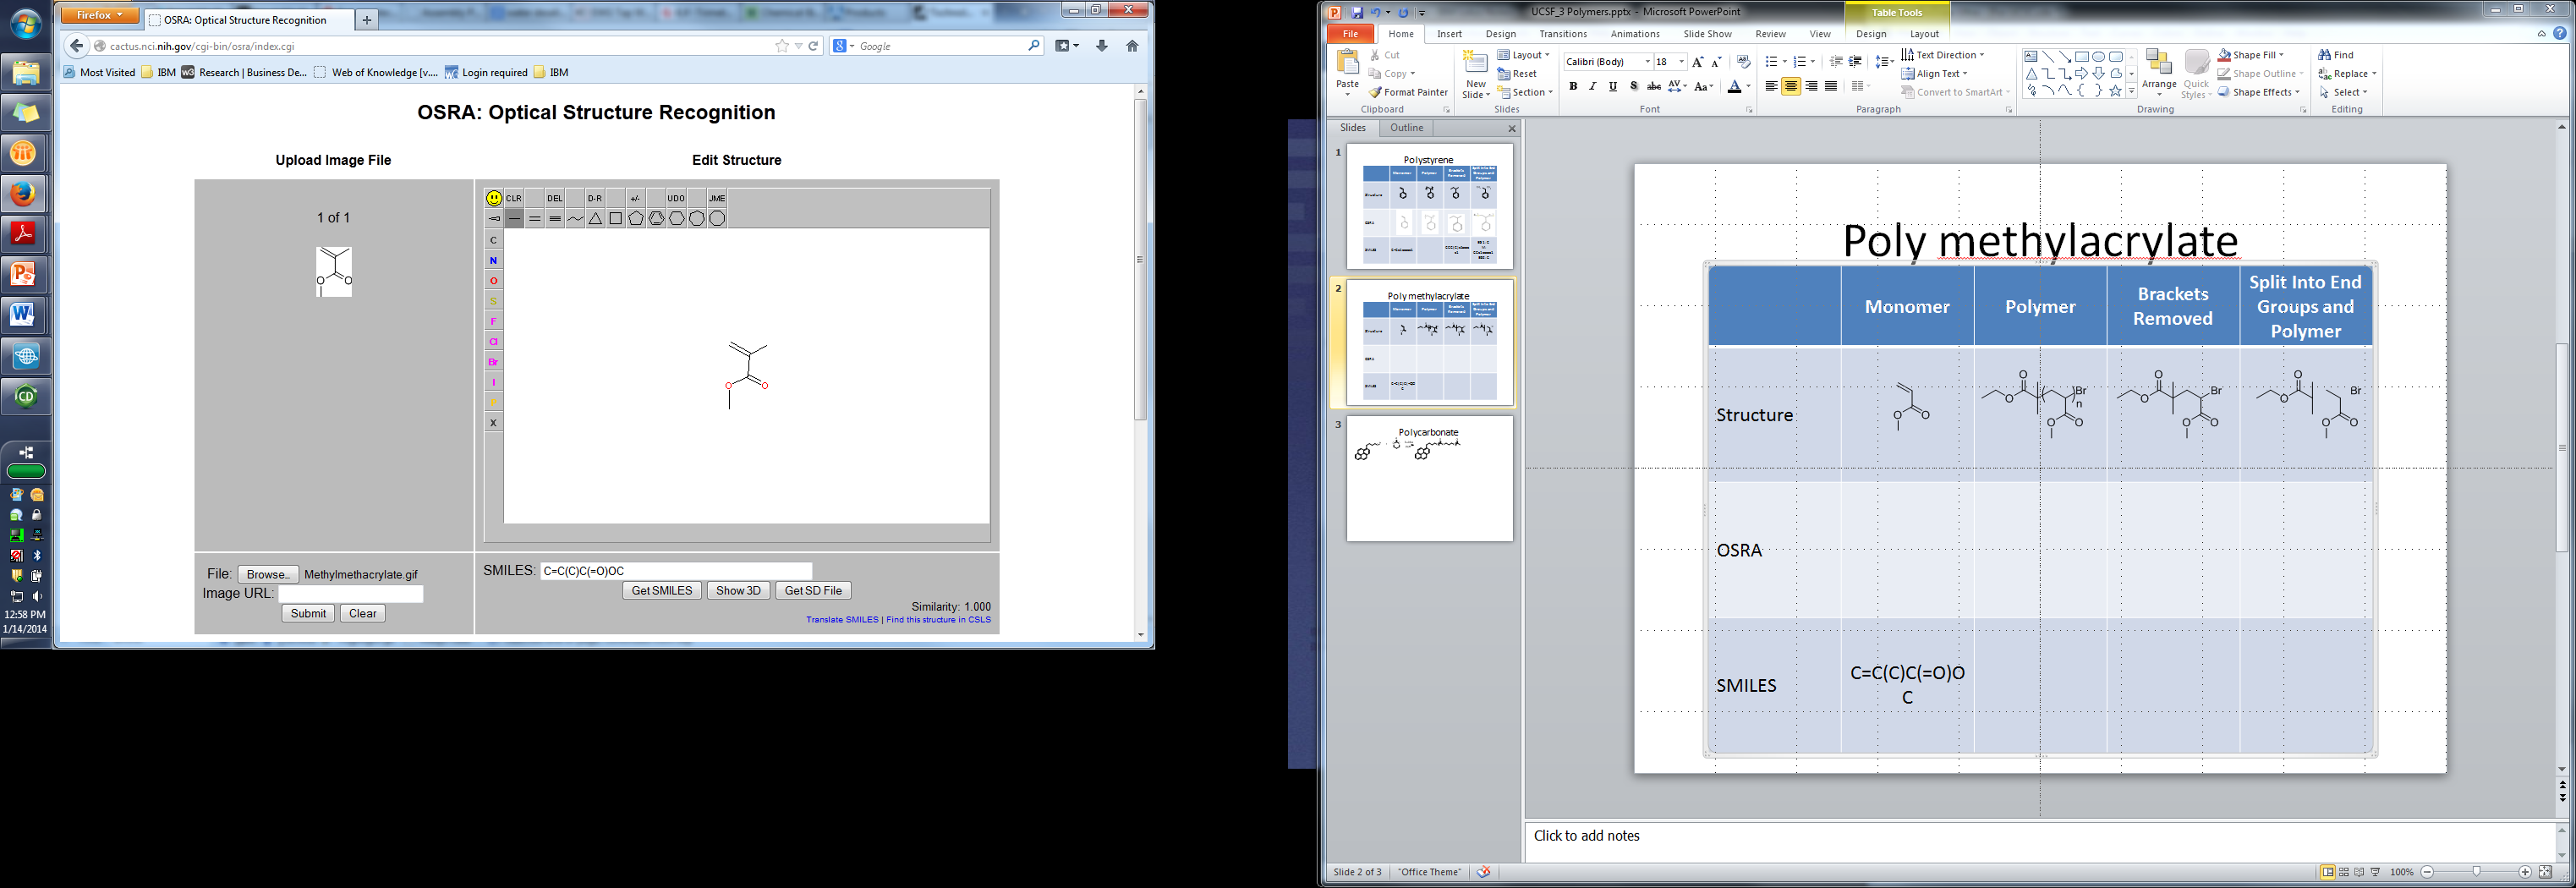 Firefox
OSRA: Optical Structure Recognition
cactus.nci.nih.gov/cgi-bin/osra/index.cgi
Google
Most Visited
IBM
Research | Business De...
Web of Knowledge [v....
Login required
IBM
OSRA: Optical Structure Recognition
Upload Image File
Edit Structure
1 of 1
CLR DEL D-R +/- UDO JME
C
N
O
S
F
Cl
Br
I
X
O
O
File: Browse... Methylmethacrylate.gif
Image URL:
Submit Clear
SMILES: C=C(C)C(=O)OC
Get SMILES Show 3D Get SD File
Similarity: 1.000
Translate SMILES | Find this structure in CSLS
12:58 PM
1/14/2014
UCSF_3 Polymers.pptx - Microsoft PowerPoint
Table Tools
File Home Insert Design Transitions Animations Slide Show Review View Design Layout
Paste
Cut
Copy
Format Painter
Clipboard
New Slide
Layout
Reset
Section
Slides
Calibri (Body) 18
Font
Text Direction
Align Text
Convert to SmartArt
Paragraph
Arrange
Quick Styles
Shape Fill
Shape Outline
Shape Effects
Drawing
Find
Replace
Select
Editing
Slides Outline
1
Polystyrene
2
Poly methylacrylate
3
Polycarbonate
Poly methylacrylate
Monomer
Polymer
Brackets Removed
Split Into End Groups and Polymer
Structure
OSRA
SMILES
C=C(C)C(=O)O
C
Click to add notes
Slide 2 of 3
"Office Theme"
100%